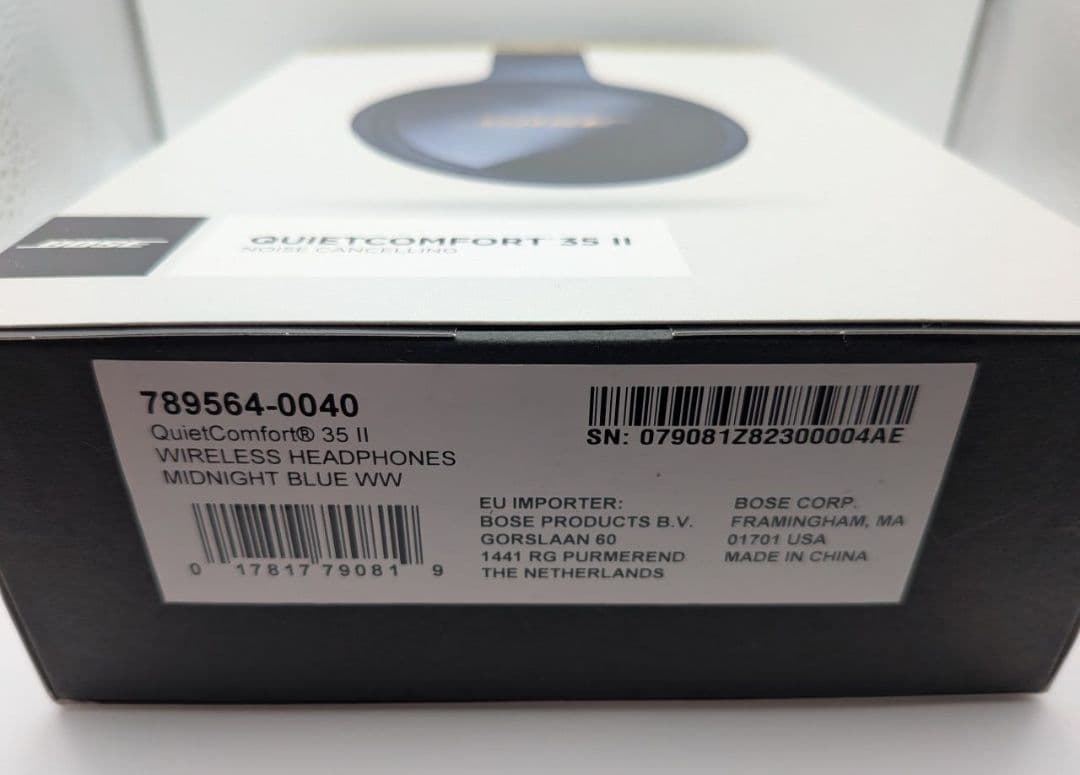 BOSE
QUIETCOMFORT 35 II
NOISE CANCELLING
789564-0040
QuietComfort® 35 II
WIRELESS HEADPHONES
MIDNIGHT BLUE WW
0 17817 79081 9
SN: 079081Z82300004AE
EU IMPORTER:
BOSE PRODUCTS B.V.
GORSLAAN 60
1441 RG PURMEREND
THE NETHERLANDS
BOSE CORP.
FRAMINGHAM, MA
01701 USA
MADE IN CHINA